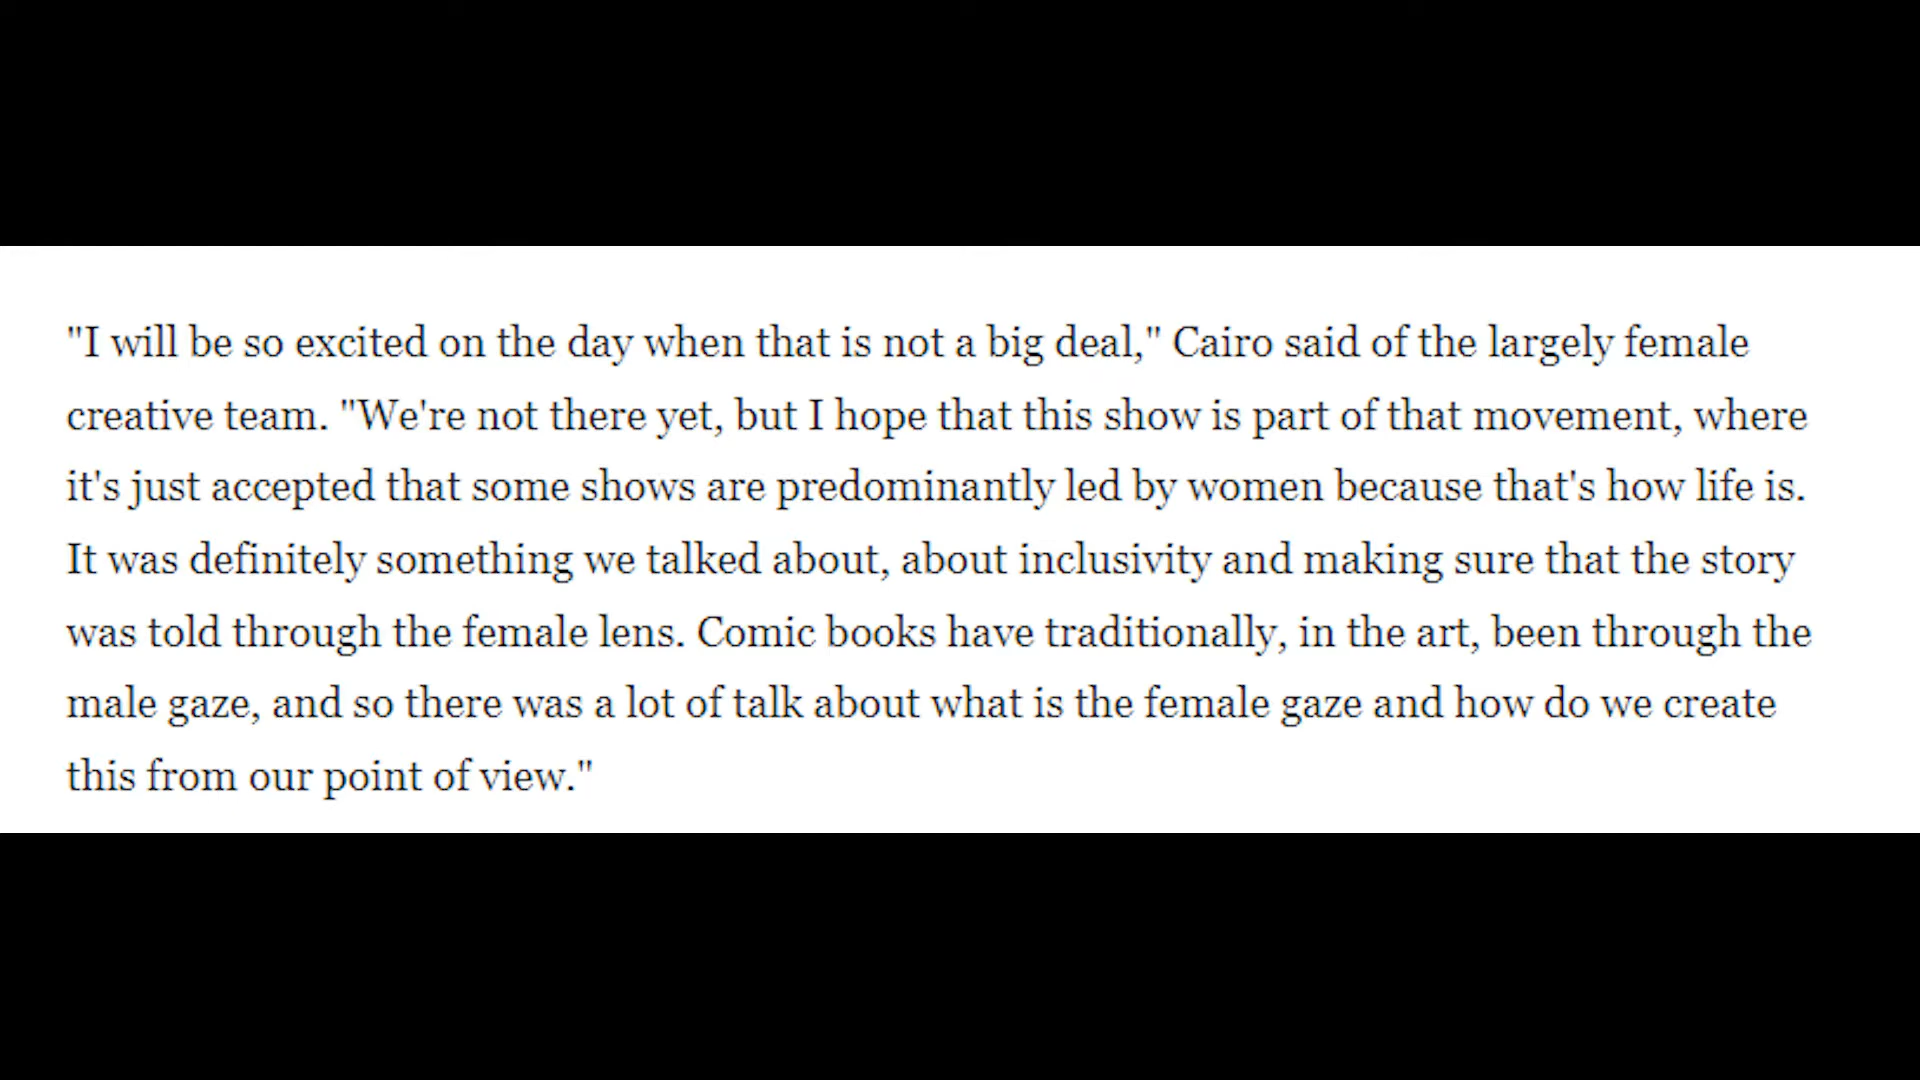 "I will be so excited on the day when that is not a big deal," Cairo said of the largely female
creative team. "We're not there yet, but I hope that this show is part of that movement, where
it's just accepted that some shows are predominantly led by women because that's how life is.
It was definitely something we talked about, about inclusivity and making sure that the story
was told through the female lens. Comic books have traditionally, in the art, been through the
male gaze, and so there was a lot of talk about what is the female gaze and how do we create
this from our point of view."